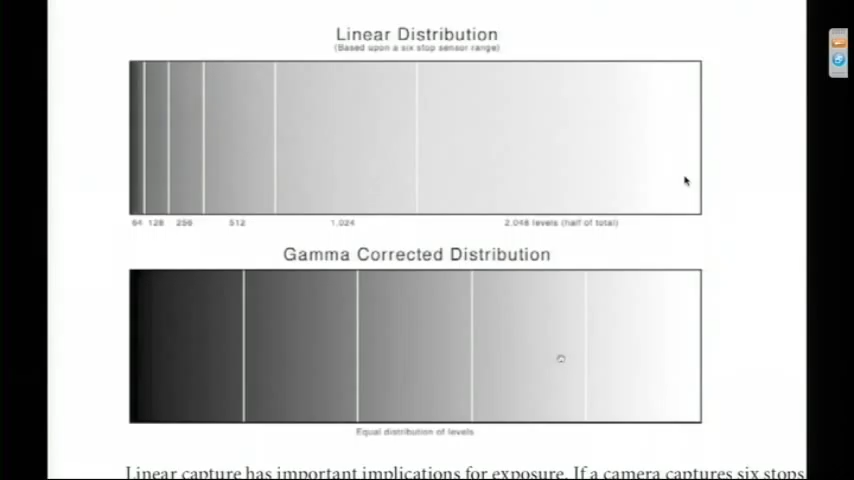 Linear Distribution
(Based upon a six stop sensor range)
64 128 256 512 1,024 2,048 levels (half of total)
Gamma Corrected Distribution
Equal distribution of levels
Linear capture has important implications for exposure. If a camera captures six stops